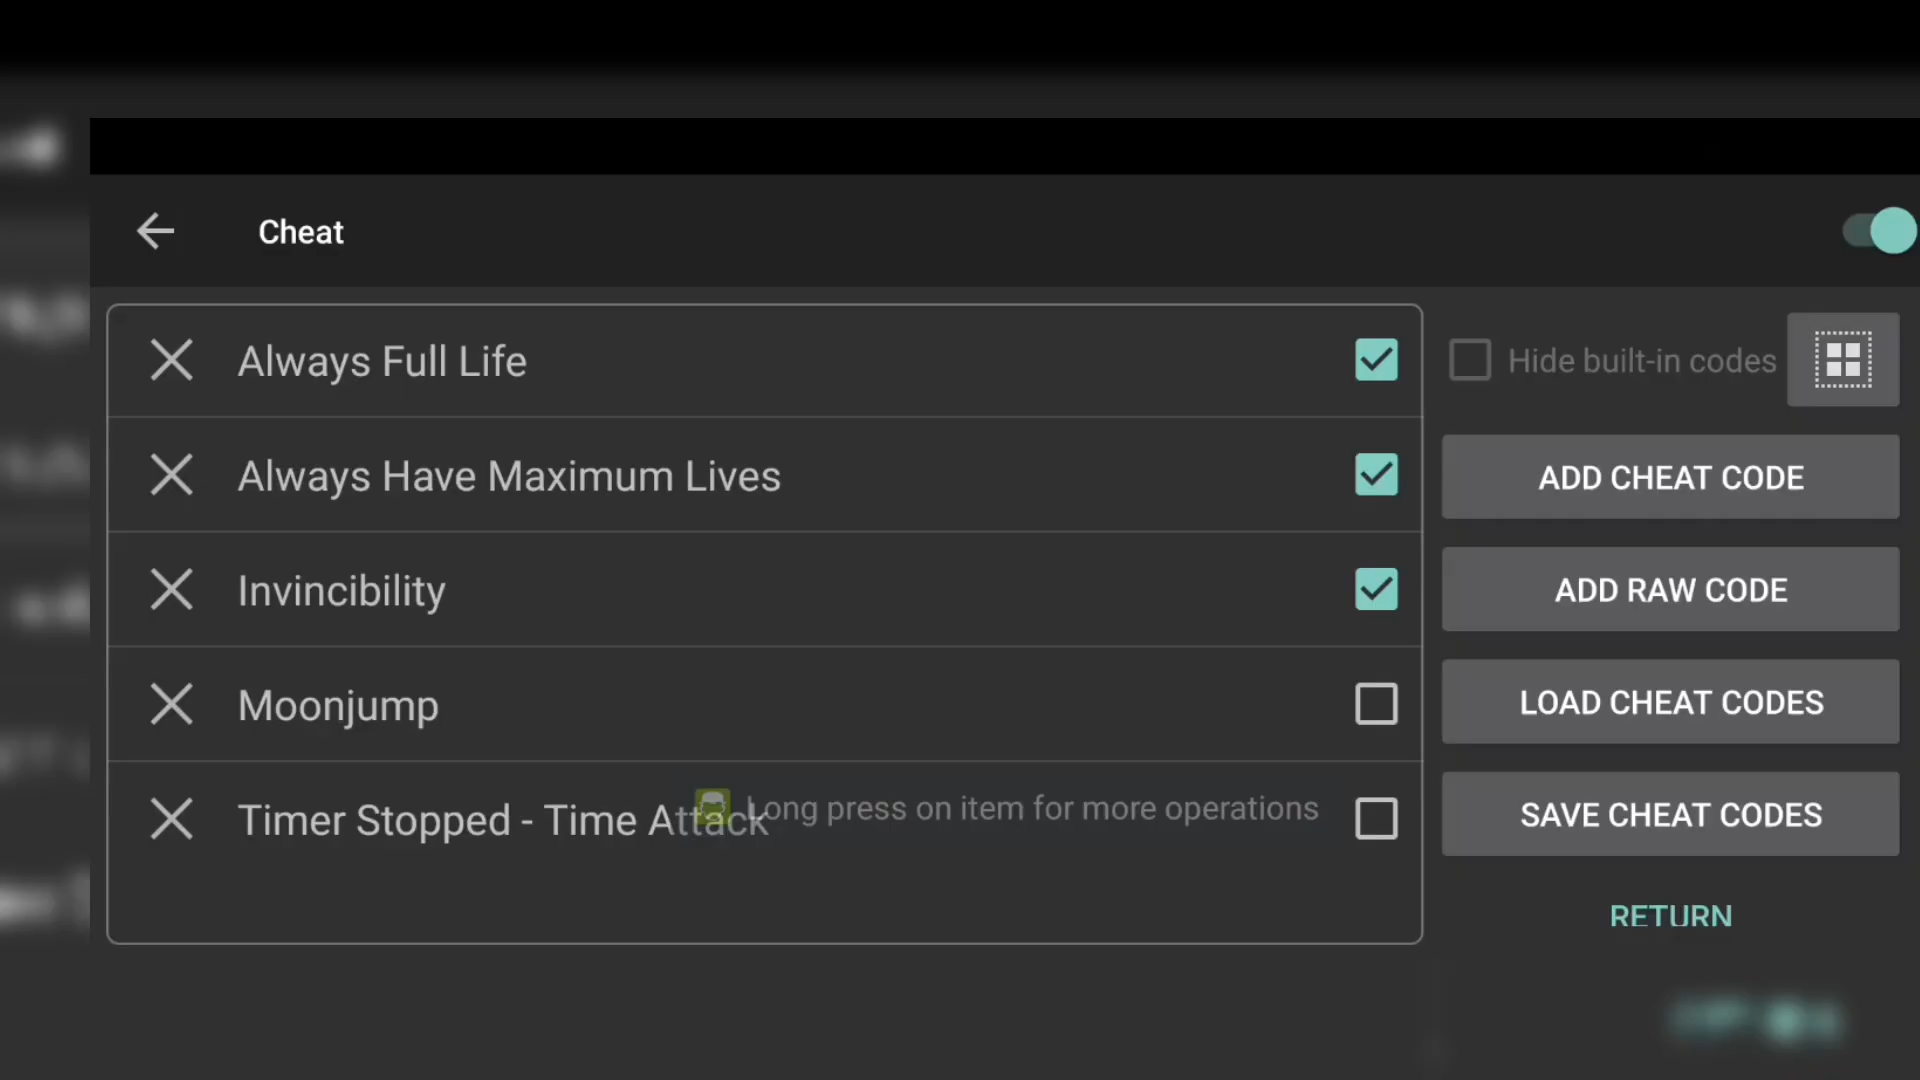 Cheat
Always Full Life
Always Have Maximum Lives
Invincibility
Moonjump
Timer Stopped - Time Attack
Long press on item for more operations
Hide built-in codes
ADD CHEAT CODE
ADD RAW CODE
LOAD CHEAT CODES
SAVE CHEAT CODES
RETURN